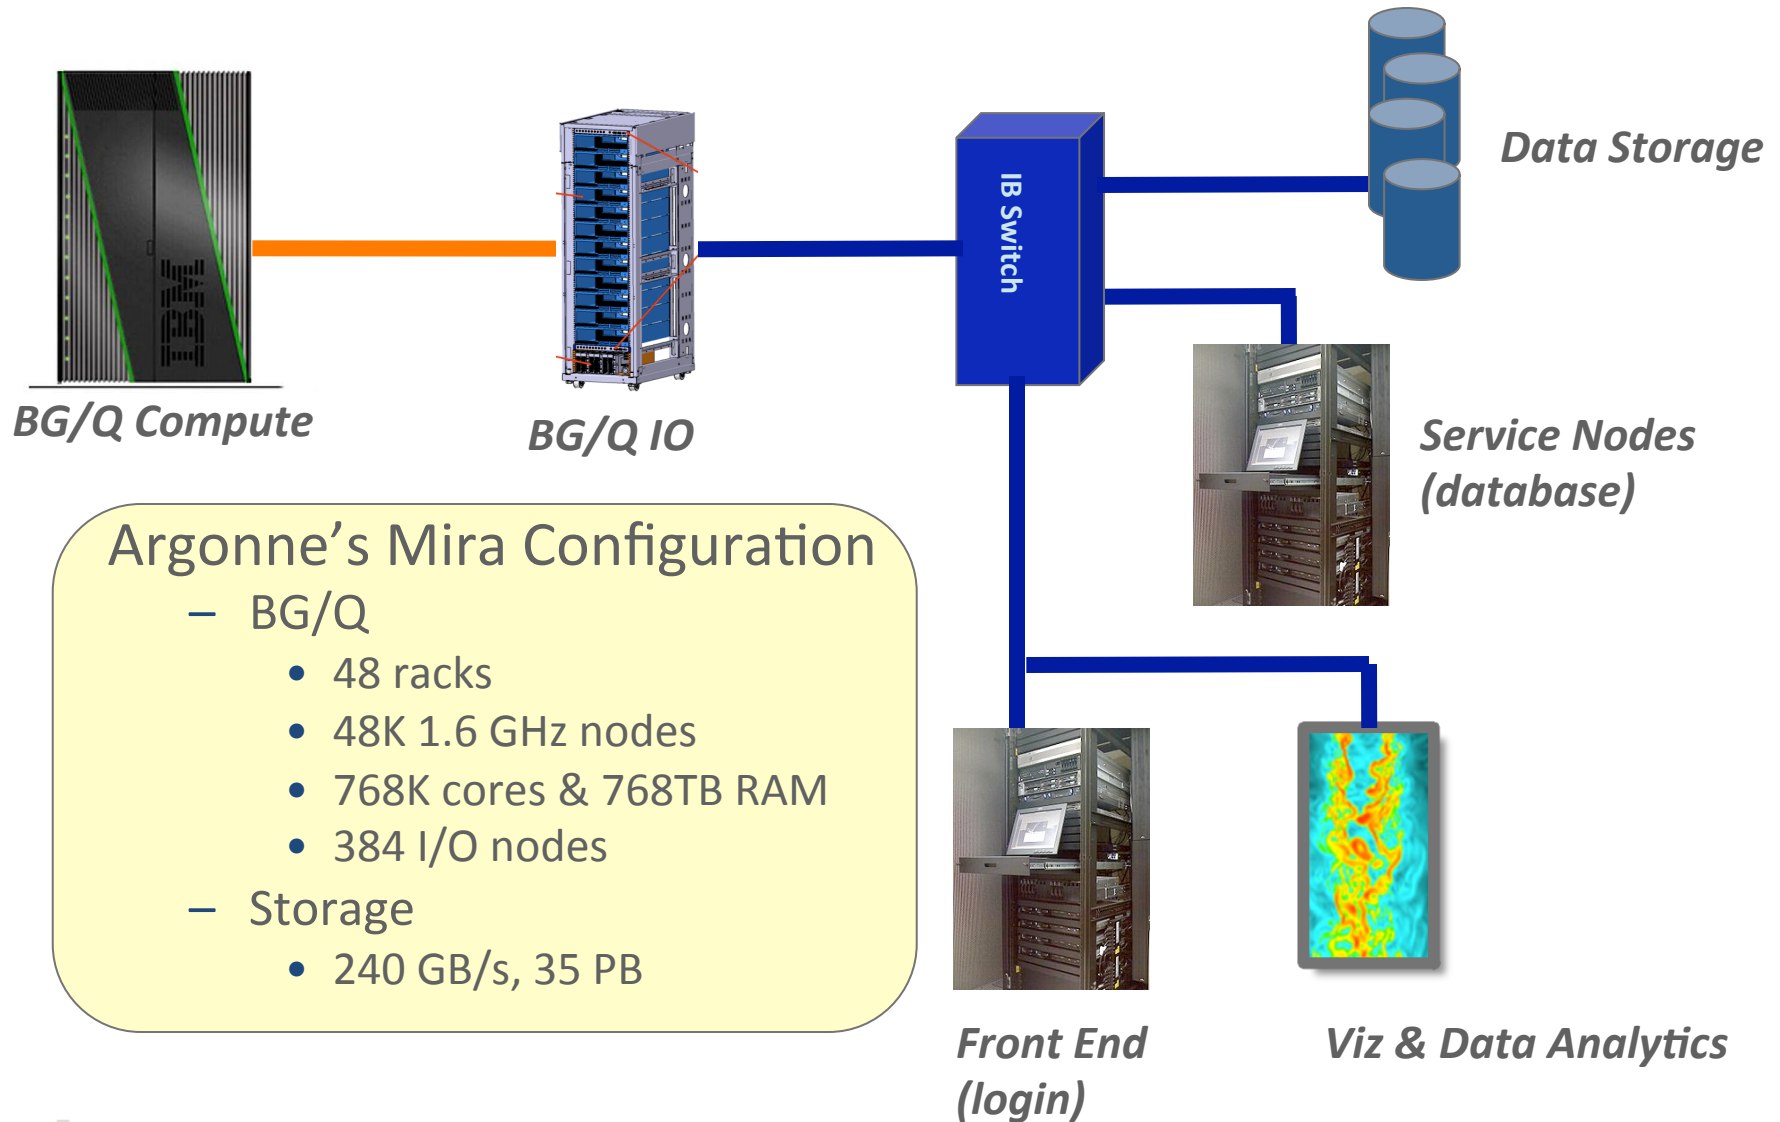 IBM
BG/Q Compute
BG/Q IO
IB Switch
Data Storage
Service Nodes
(database)
Argonne’s Mira Configuration
– BG/Q
• 48 racks
• 48K 1.6 GHz nodes
• 768K cores & 768TB RAM
• 384 I/O nodes
– Storage
• 240 GB/s, 35 PB
Front End
(login)
Viz & Data Analytics